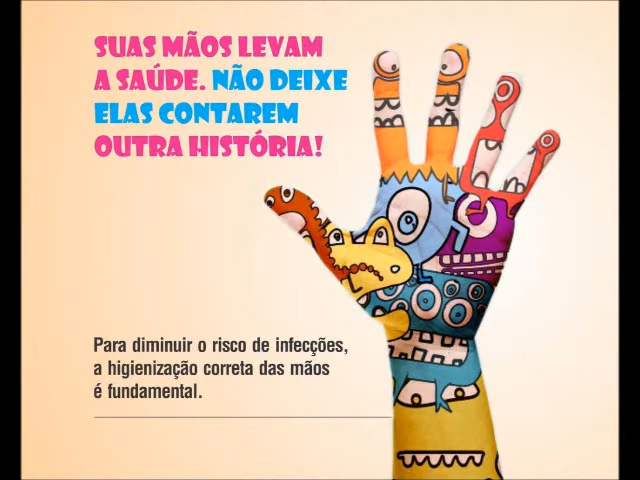 SUAS MÃOS LEVAM
A SAÚDE. NÃO DEIXE
ELAS CONTAREM
OUTRA HISTÓRIA!
Para diminuir o risco de infecções,
a higienização correta das mãos
é fundamental.